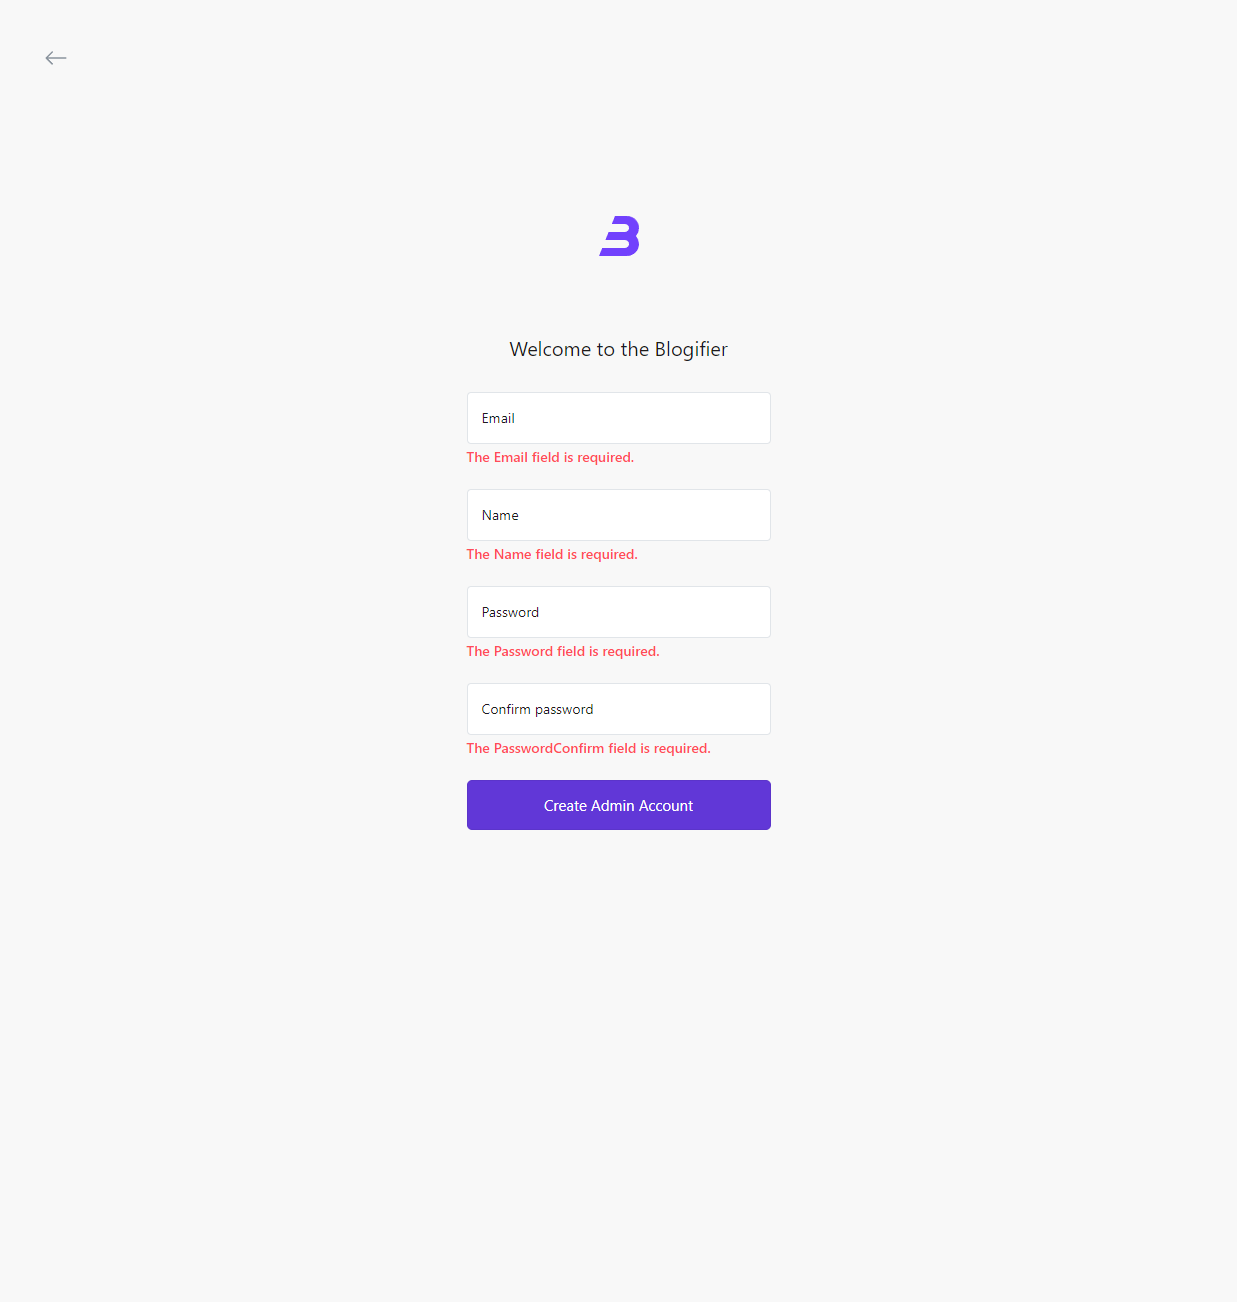 Welcome to the Blogifier
Email
The Email field is required.
Name
The Name field is required.
Password
The Password field is required.
Confirm password
The PasswordConfirm field is required.
Create Admin Account